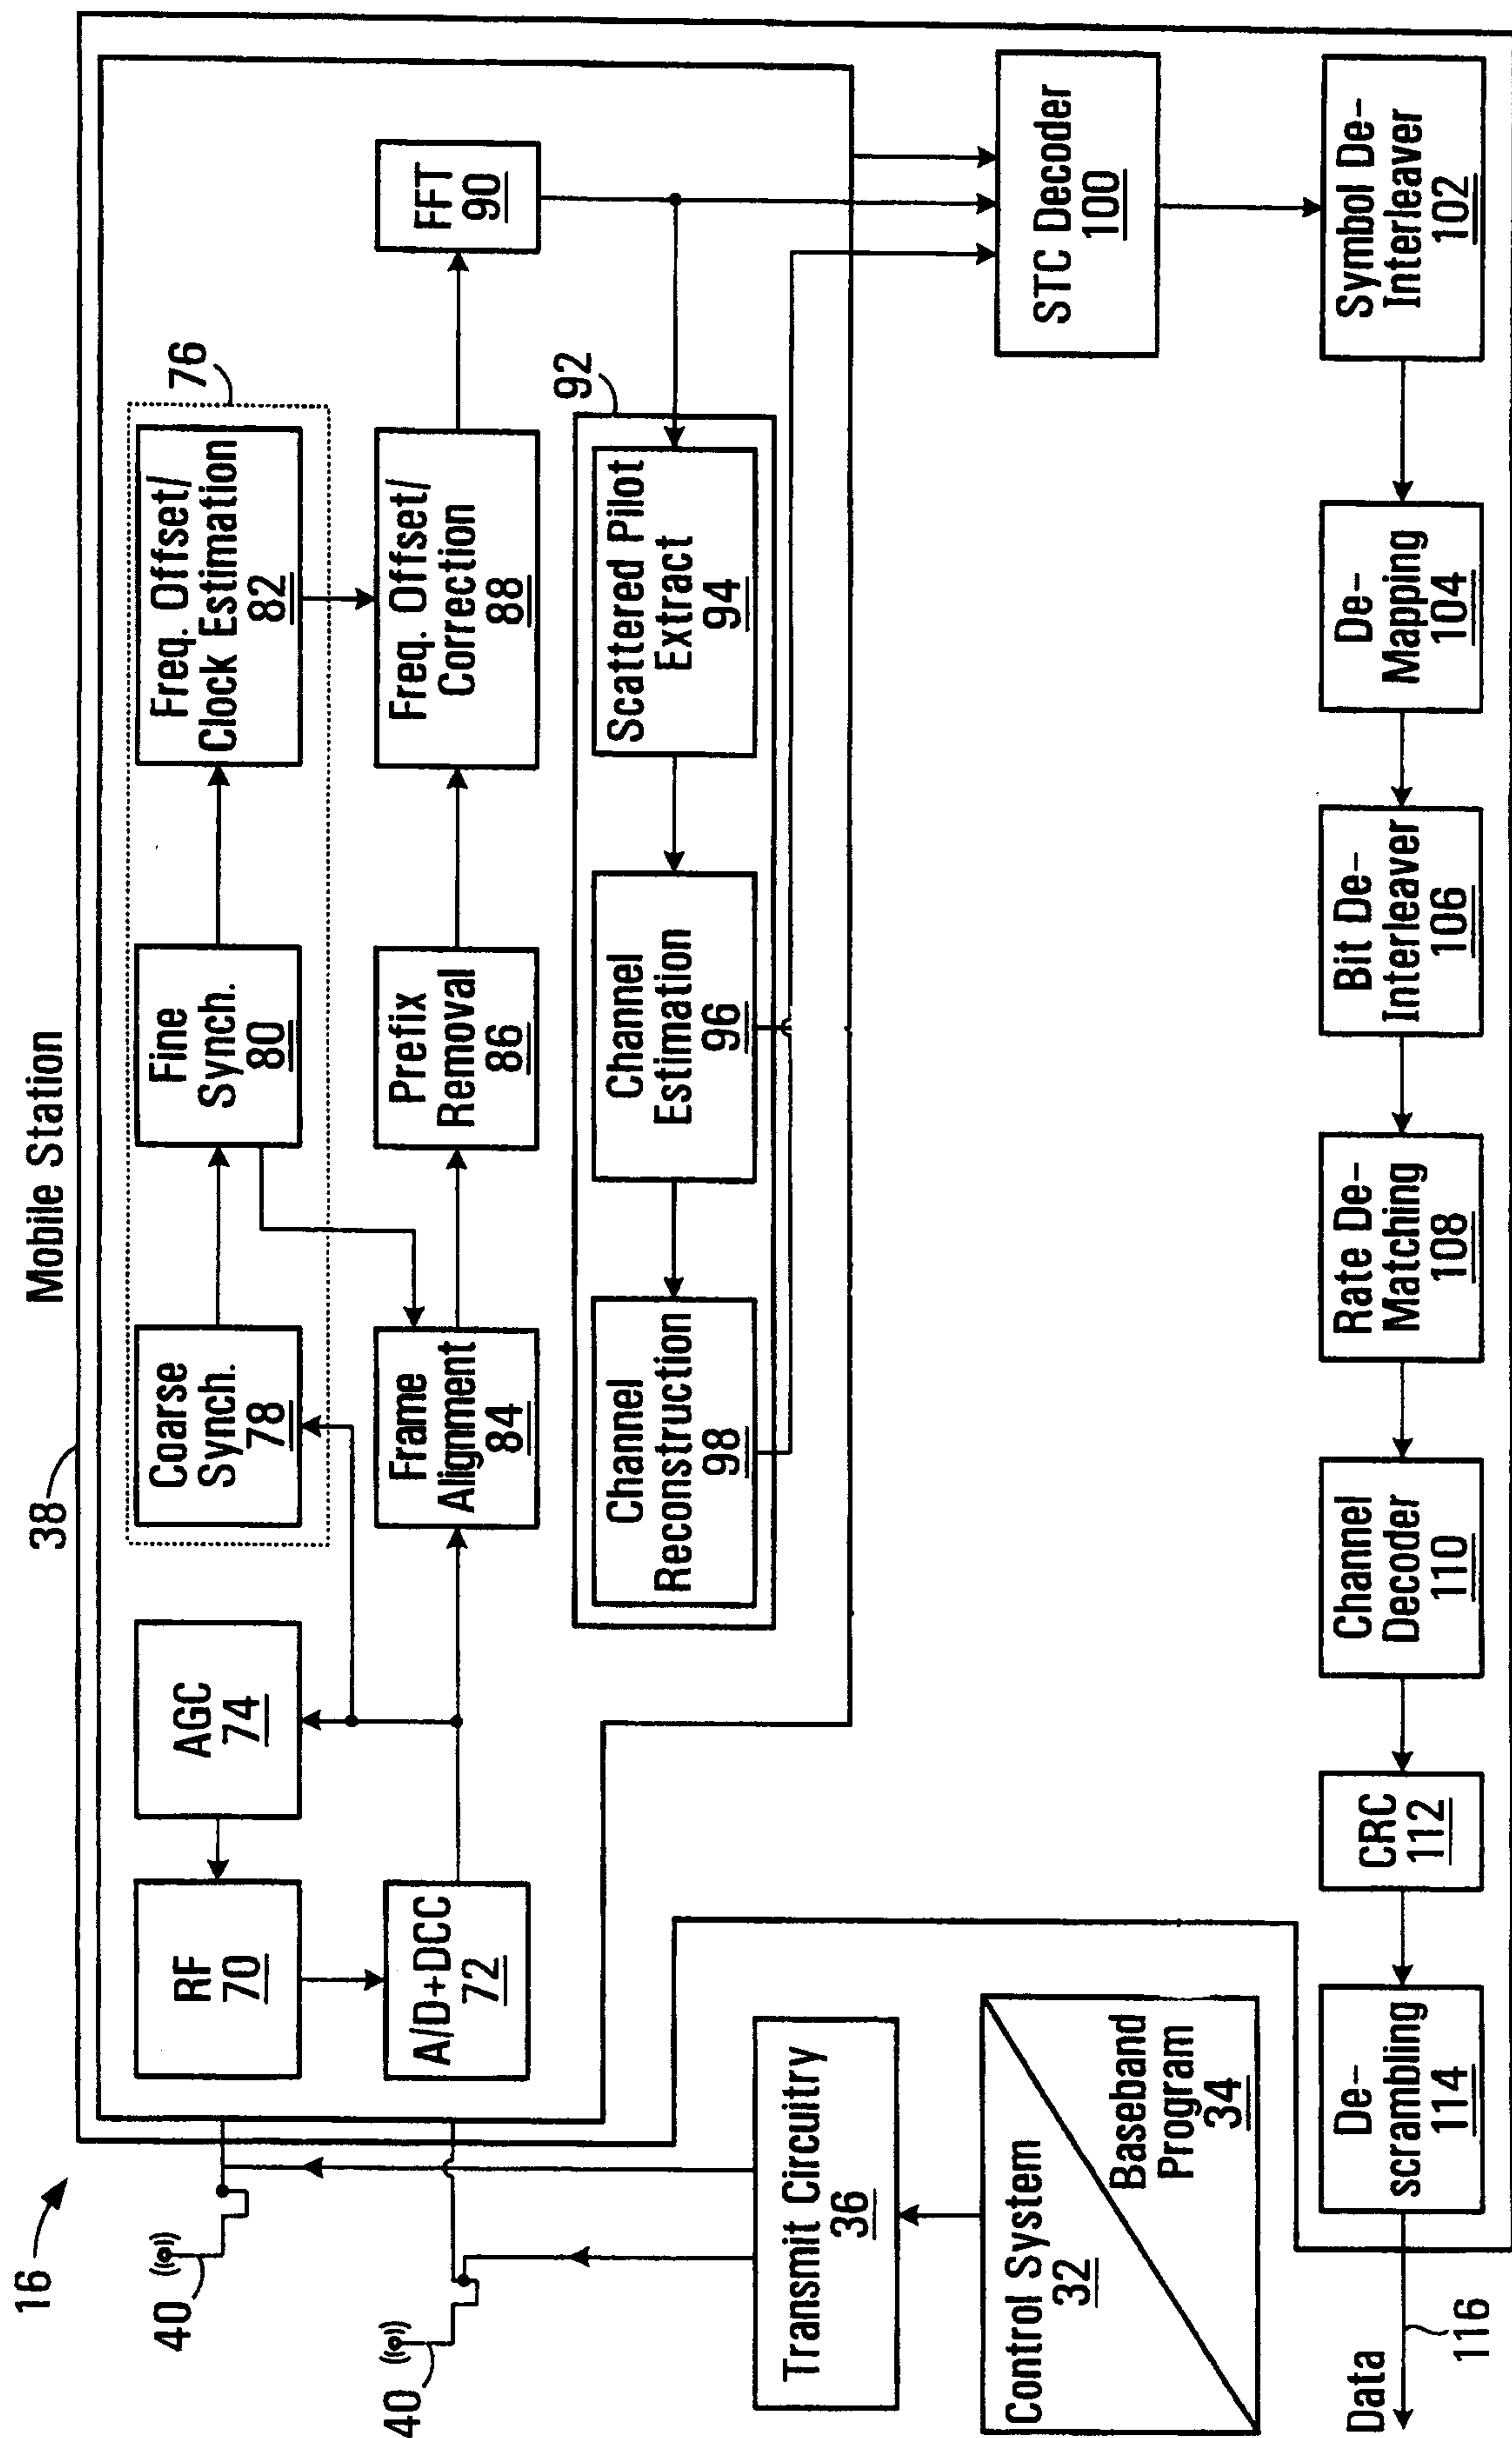 Mobile Station
16
38
40
40
RF
70
AGC
74
A/D+DCC
72
76
Coarse
Synch.
78
Fine
Synch.
80
Freq. Offset/
Clock Estimation
82
Frame
Alignment
84
Prefix
Removal
86
Freq. Offset/
Correction
88
FFT
90
92
Scattered Pilot
Extract
94
Channel
Estimation
96
Channel
Reconstruction
98
Transmit Circuitry
36
Control System
32
Baseband
Program
34
STC Decoder
100
Symbol De-
Interleaver
102
De-
Mapping
104
Bit De-
Interleaver
106
Rate De-
Matching
108
Channel
Decoder
110
CRC
112
De-
scrambling
114
Data
116